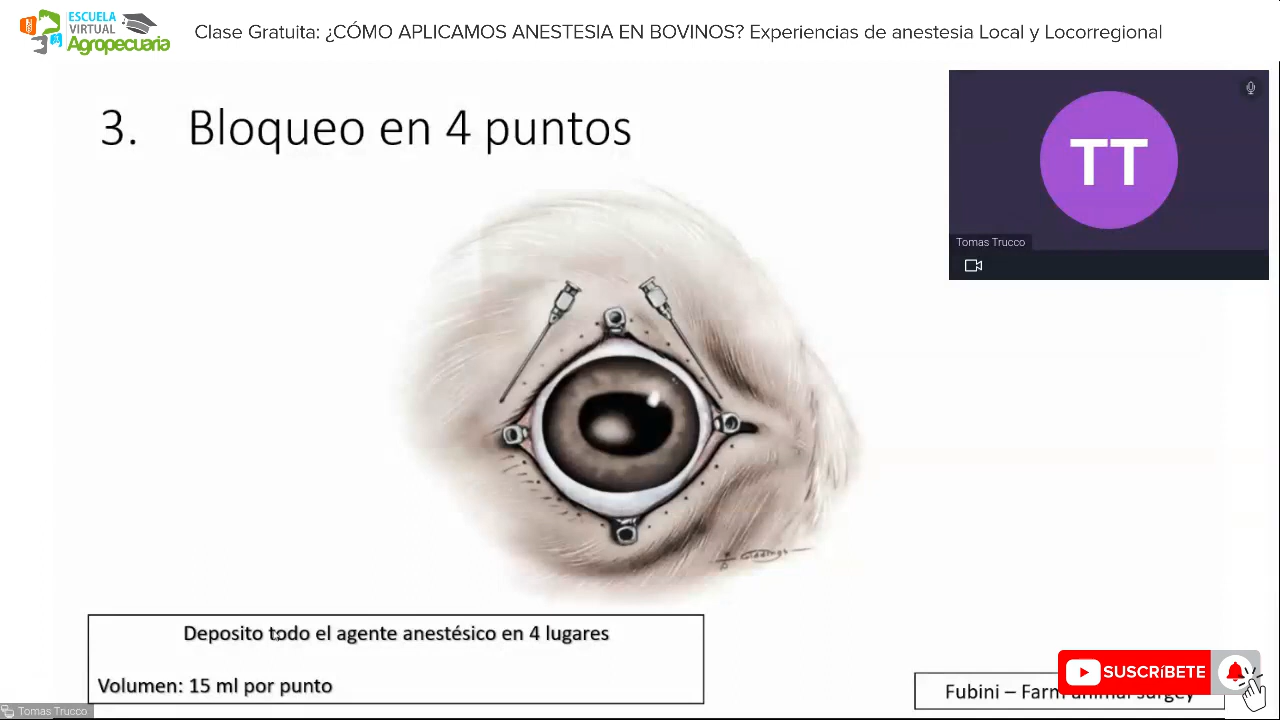 ESCUELA
VIRTUAL
Agropecuaria
Clase Gratuita: ¿CÓMO APLICAMOS ANESTESIA EN BOVINOS? Experiencias de anestesia Local y Locorregional
3. Bloqueo en 4 puntos
TT
Tomas Trucco
Deposito todo el agente anestésico en 4 lugares
Volumen: 15 ml por punto
SUSCRíBETE
Fubini – Farm animal surgey
Tomas Trucco